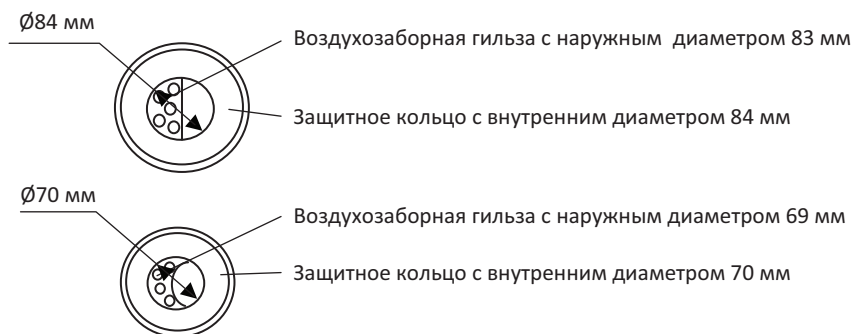 Ø84 мм
Воздухозаборная гильза с наружным диаметром 83 мм
Защитное кольцо с внутренним диаметром 84 мм
Ø70 мм
Воздухозаборная гильза с наружным диаметром 69 мм
Защитное кольцо с внутренним диаметром 70 мм